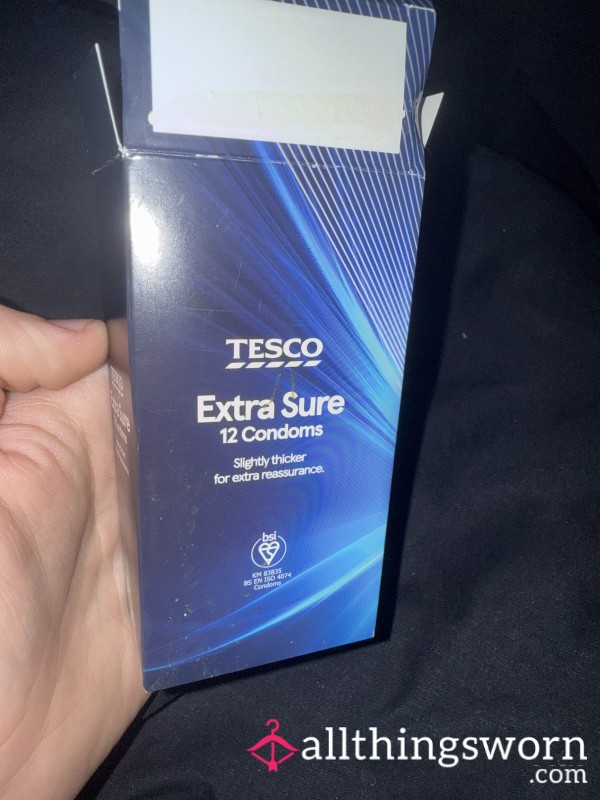 TESCO
Extra Sure
12 Condoms
Slightly thicker
for extra reassurance.
bsi
KM 83835
BS EN ISO 4074
Condoms
allthingsworn
.com